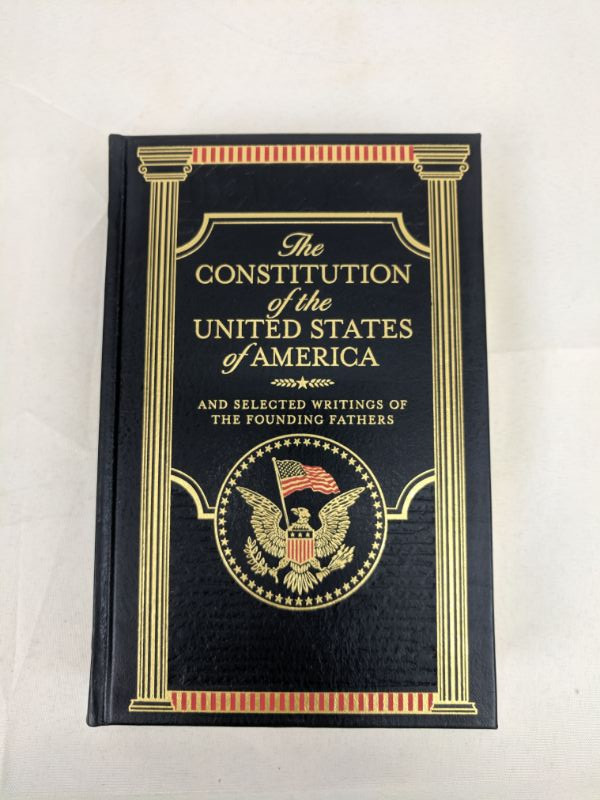 The
CONSTITUTION
of the
UNITED STATES
of AMERICA
AND SELECTED WRITINGS OF
THE FOUNDING FATHERS